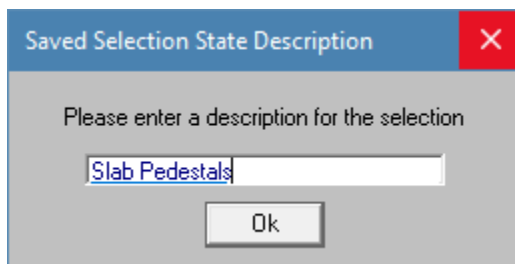 Saved Selection State Description
Please enter a description for the selection
Slab Pedestals
Ok